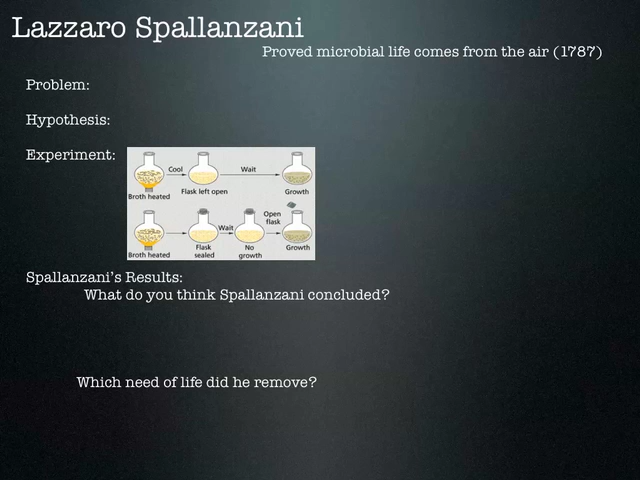 Lazzaro Spallanzani
Proved microbial life comes from the air (1787)
Problem:
Hypothesis:
Experiment:
Cool
Wait
Broth heated
Flask left open
Growth
Wait
Open
flask
Broth heated
Flask
sealed
No
growth
Growth
Spallanzani's Results:
What do you think Spallanzani concluded?
Which need of life did he remove?